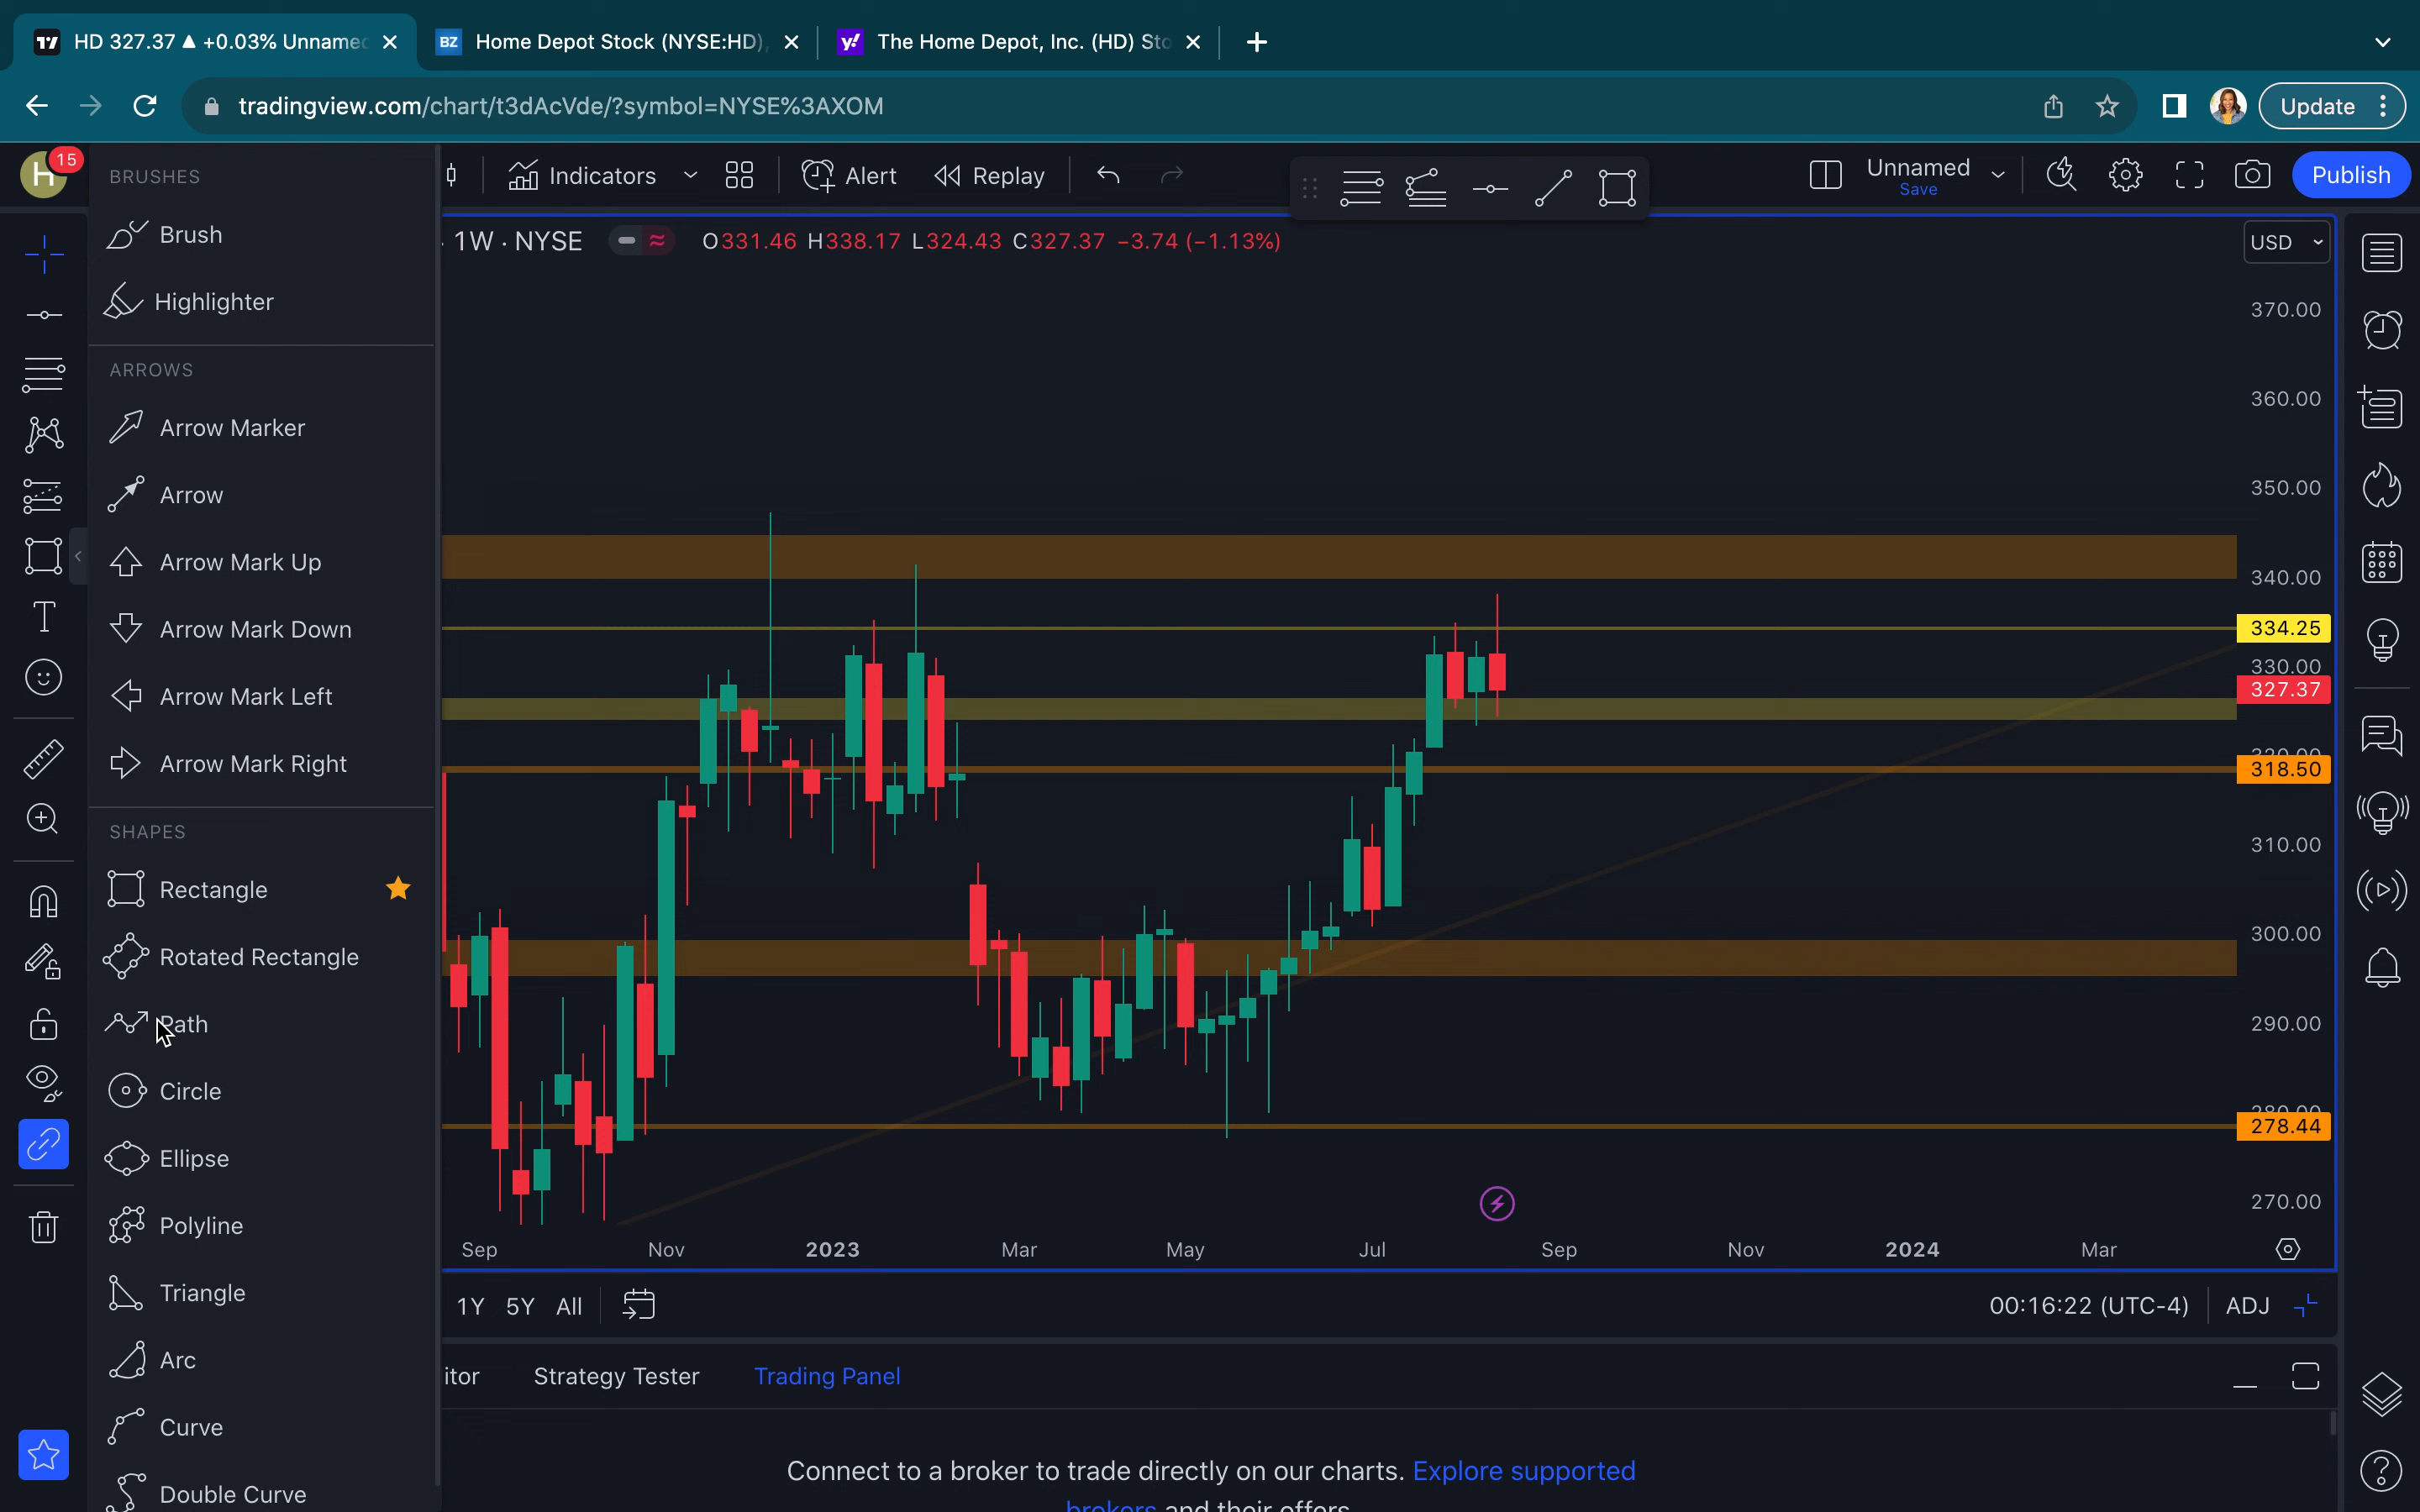 HD 327.37 ▲ +0.03% Unname
BZ Home Depot Stock (NYSE:HD),
y! The Home Depot, Inc. (HD) Sto
tradingview.com/chart/t3dAcVde/?symbol=NYSE%3AXOM
Update
H 15
Indicators
Alert
Replay
Unnamed
Save
Publish
BRUSHES
Brush
Highlighter
ARROWS
Arrow Marker
Arrow
Arrow Mark Up
Arrow Mark Down
Arrow Mark Left
Arrow Mark Right
SHAPES
Rectangle
Rotated Rectangle
Path
Circle
Ellipse
Polyline
Triangle
Arc
Curve
Double Curve
· 1W · NYSE
O331.46 H338.17 L324.43 C327.37 −3.74 (−1.13%)
USD
370.00
360.00
350.00
340.00
334.25
330.00
327.37
318.50
310.00
300.00
290.00
278.44
270.00
Sep Nov 2023 Mar May Jul Sep Nov 2024 Mar
1Y 5Y All
00:16:22 (UTC-4)
ADJ
itor Strategy Tester Trading Panel
Connect to a broker to trade directly on our charts. Explore supported
brokers and their offers